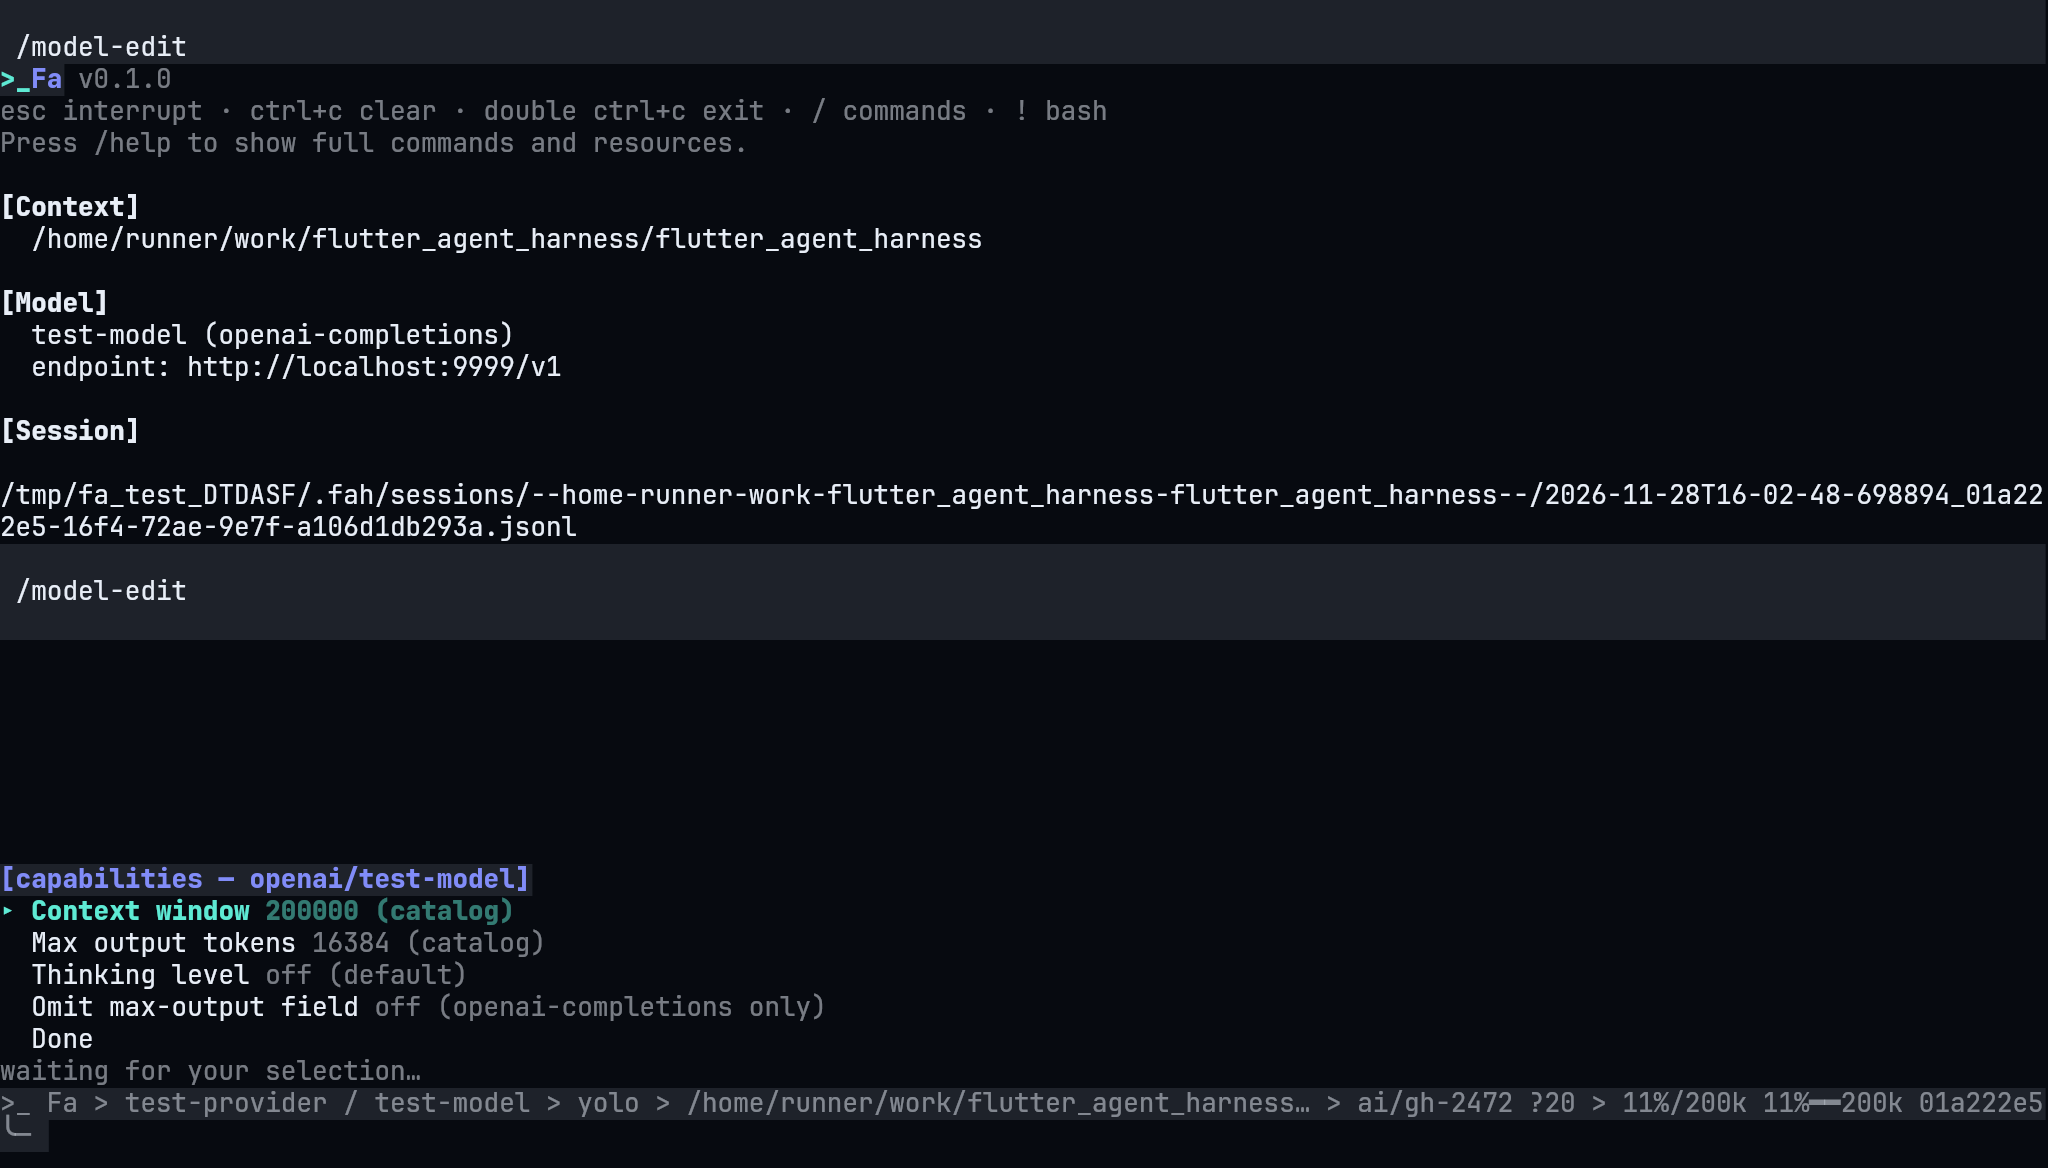 /model-edit
>_Fa v0.1.0
esc interrupt · ctrl+c clear · double ctrl+c exit · / commands · ! bash
Press /help to show full commands and resources.
[Context]
/home/runner/work/flutter_agent_harness/flutter_agent_harness
[Model]
test-model (openai-completions)
endpoint: http://localhost:9999/v1
[Session]
/tmp/fa_test_DTDASF/.fah/sessions/--home-runner-work-flutter_agent_harness-flutter_agent_harness--/2026-11-28T16-02-48-698894_01a22
2e5-16f4-72ae-9e7f-a106d1db293a.jsonl
/model-edit
[capabilities — openai/test-model]
▸ Context window 200000 (catalog)
Max output tokens 16384 (catalog)
Thinking level off (default)
Omit max-output field off (openai-completions only)
Done
waiting for your selection…
>_ Fa > test-provider / test-model > yolo > /home/runner/work/flutter_agent_harness… > ai/gh-2472 ?20 > 11%/200k 11%━━200k 01a222e5